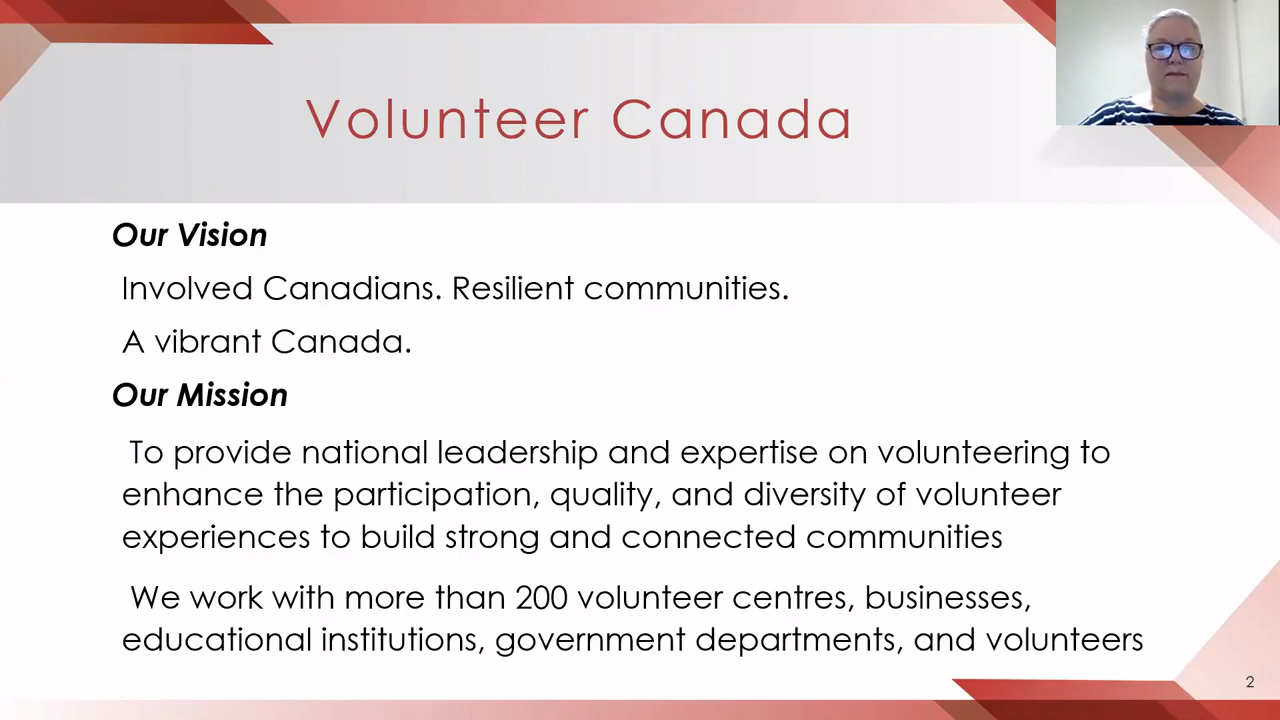 Volunteer Canada
Our Vision
Involved Canadians. Resilient communities.
A vibrant Canada.
Our Mission
To provide national leadership and expertise on volunteering to
enhance the participation, quality, and diversity of volunteer
experiences to build strong and connected communities
We work with more than 200 volunteer centres, businesses,
educational institutions, government departments, and volunteers
2